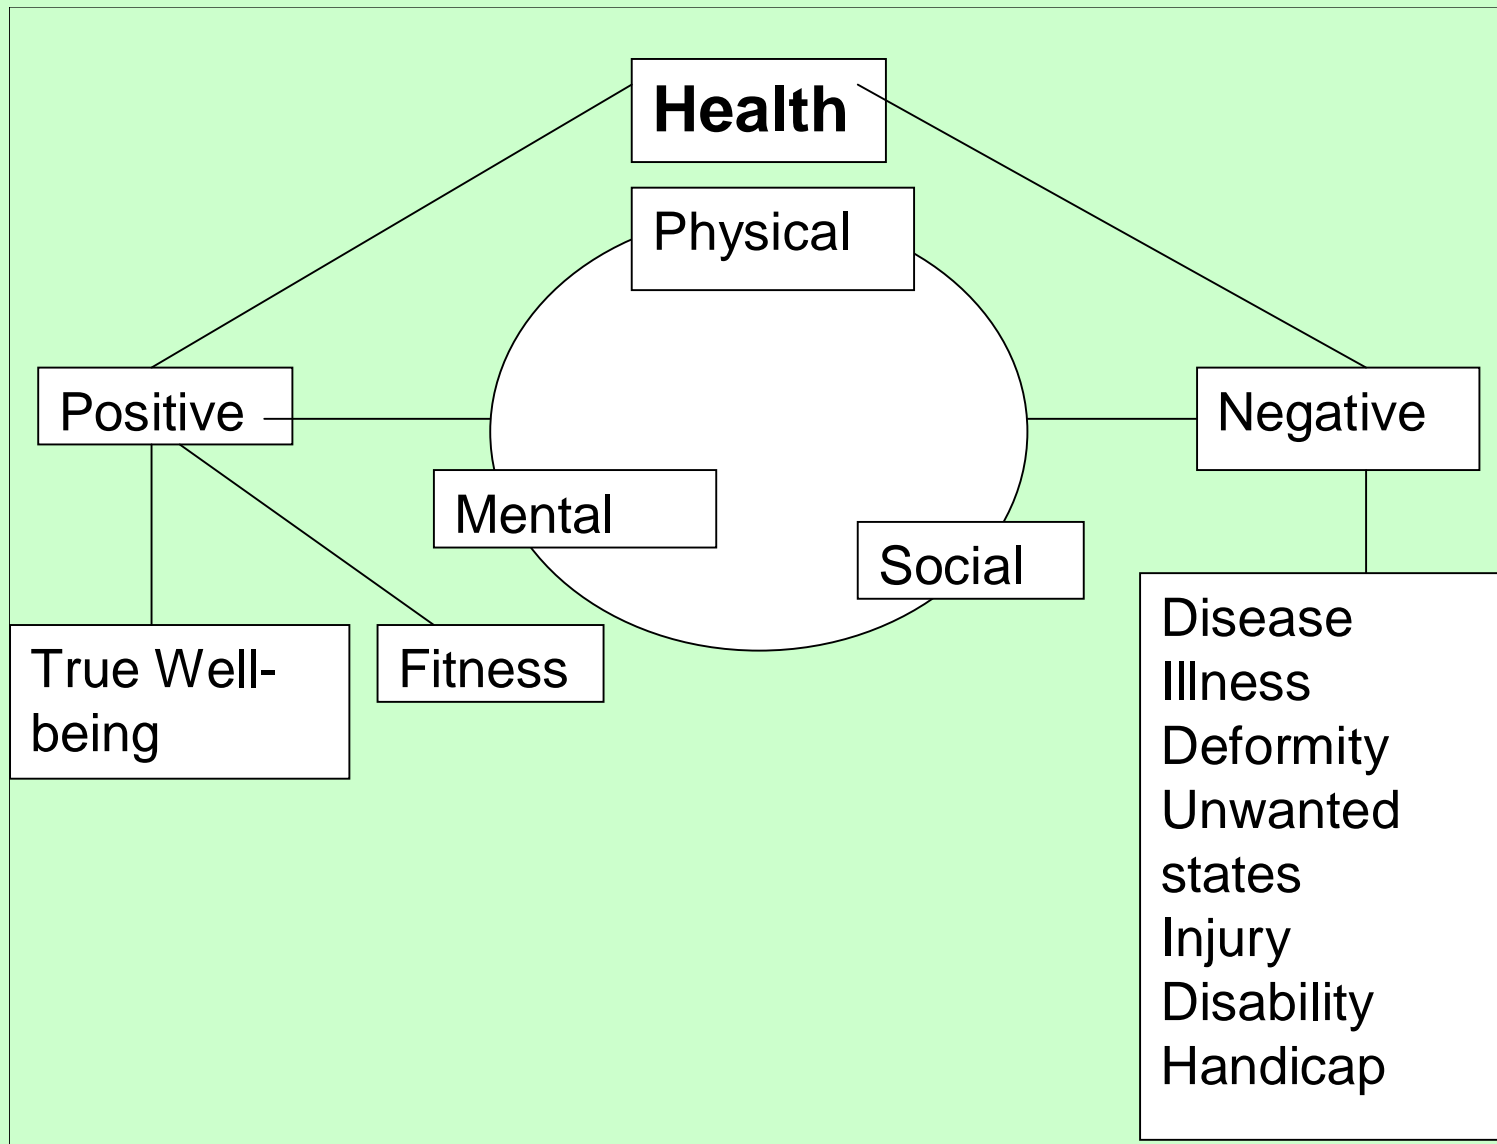 Health
Physical
Positive
Negative
Mental
Social
True Well-
being
Fitness
Disease
Illness
Deformity
Unwanted
states
Injury
Disability
Handicap